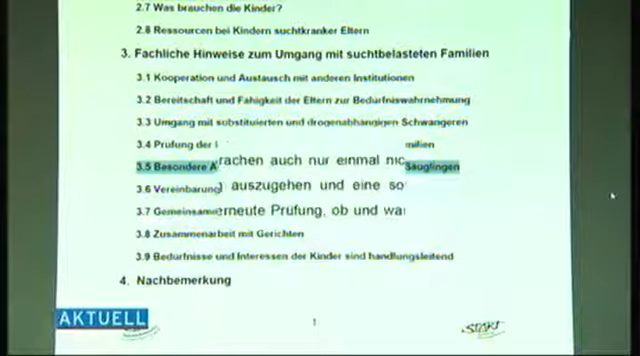 2.7 Was brauchen die Kinder?
2.8 Ressourcen bei Kindern suchtkranker Eltern
3. Fachliche Hinweise zum Umgang mit suchtbelasteten Familien
3.1 Kooperation und Austausch mit anderen Institutionen
3.2 Bereitschaft und Fähigkeit der Eltern zur Bedürfniswahrnehmung
3.3 Umgang mit substituierten und drogenabhängigen Schwangeren
3.4 Prüfung der milien
3.5 Besondere A rachen auch nur einmal nic Säuglingen
3.6 Vereinbarung auszugehen und eine so
3.7 Gemeinsame erneute Prüfung, ob und wa
3.8 Zusammenarbeit mit Gerichten
3.9 Bedürfnisse und Interessen der Kinder sind handlungsleitend
4. Nachbemerkung
AKTUELL
1
START